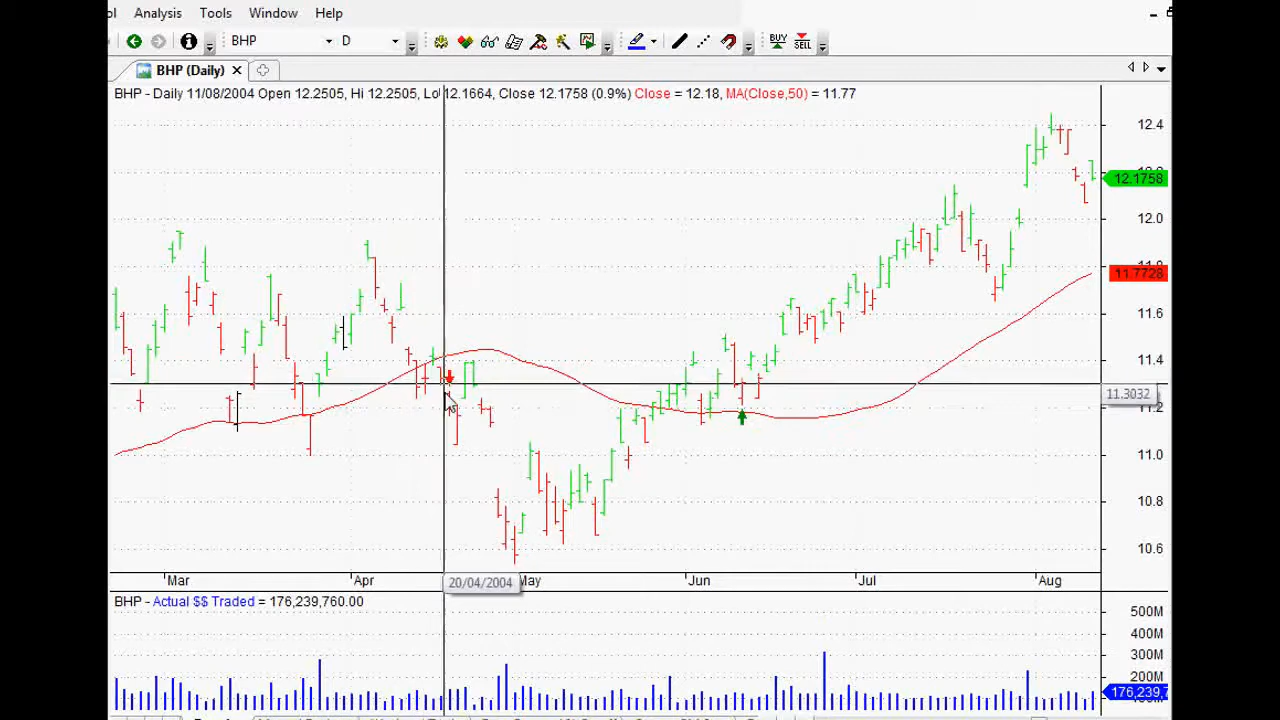 ol Analysis Tools Window Help
BHP D BUY SELL
BHP (Daily)
BHP - Daily 11/08/2004 Open 12.2505, Hi 12.2505, Lo 12.1664, Close 12.1758 (0.9%) Close = 12.18, MA(Close,50) = 11.77
12.4
12.1758
12.0
11.7728
11.6
11.4
11.3032
11.2
11.0
10.8
10.6
Mar Apr May Jun Jul Aug
20/04/2004
BHP - Actual $$ Traded = 176,239,760.00
500M
400M
300M
200M
176,239,7